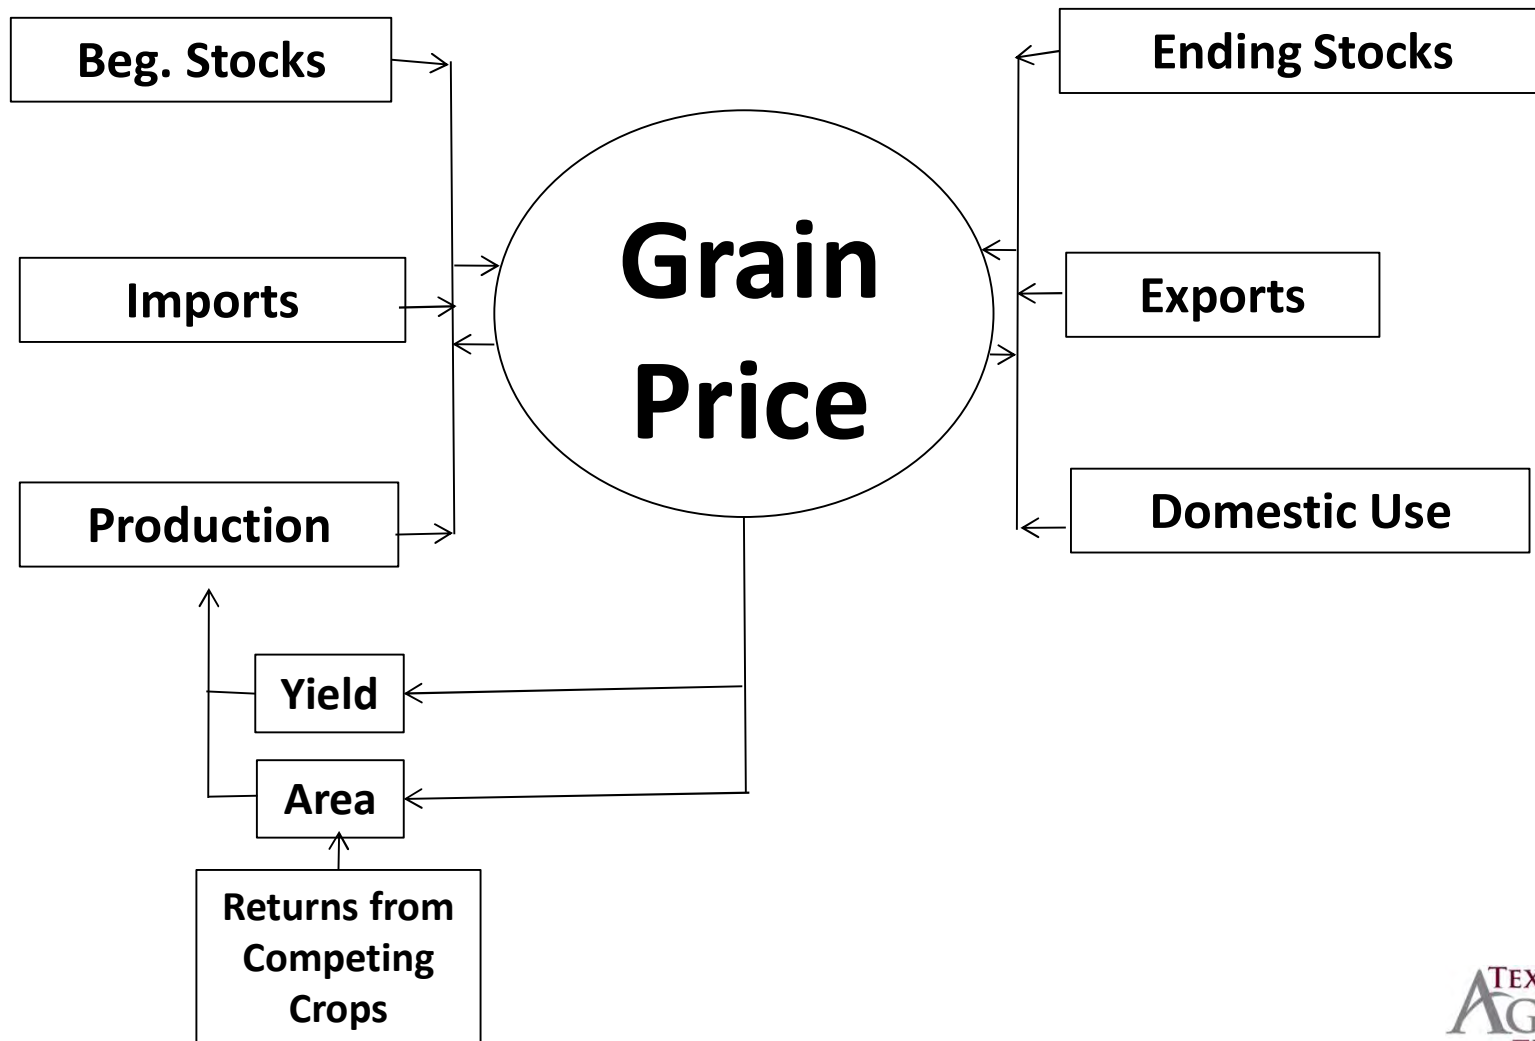 Beg. Stocks
Ending Stocks
Grain
Price
Imports
Exports
Production
Domestic Use
Yield
Area
Returns from
Competing
Crops